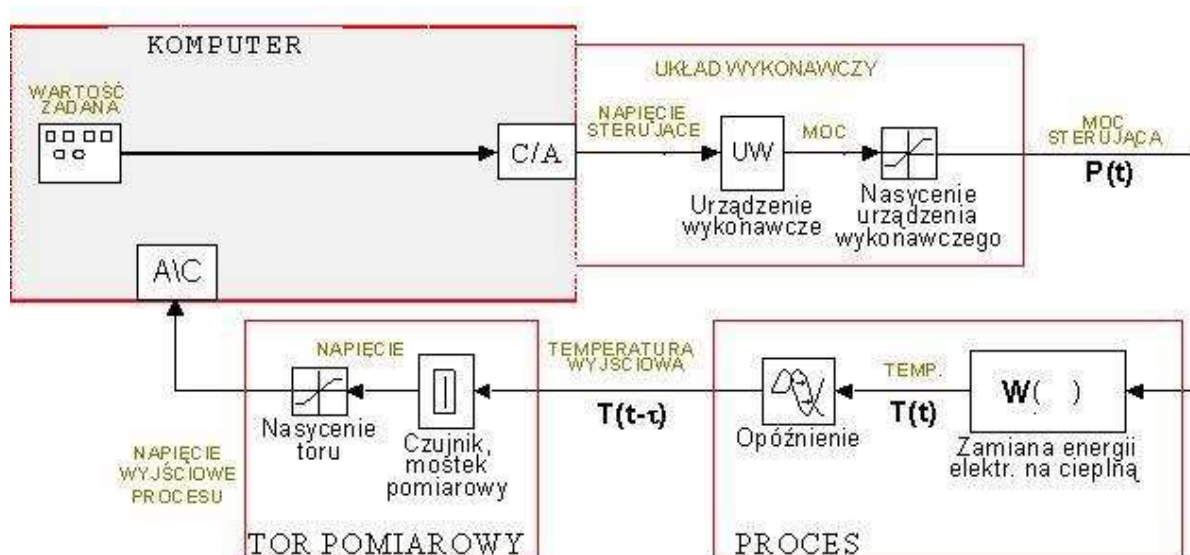 KOMPUTER
WARTOŚĆ
ZADANA
C/A
A\C
UKŁAD WYKONAWCZY
NAPIĘCIE
STERUJACE
UW
MOC
Urządzenie
wykonawcze
Nasycenie
urządzenia
wykonawczego
MOC
STERUJĄCA
P(t)
NAPIĘCIE
Nasycenie
toru
Czujnik,
mostek
pomiarowy
NAPIĘCIE
WYJŚCIOWE
PROCESU
TOR POMIAROWY
TEMPERATURA
WYJŚCIOWA
T(t-τ)
Opóźnienie
TEMP.
T(t)
W( )
Zamiana energii
elektr. na cieplną
PROCES